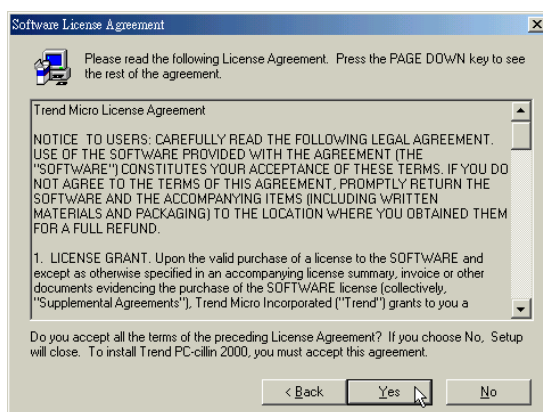 Software License Agreement
Please read the following License Agreement. Press the PAGE DOWN key to see
the rest of the agreement.
Trend Micro License Agreement
NOTICE TO USERS: CAREFULLY READ THE FOLLOWING LEGAL AGREEMENT.
USE OF THE SOFTWARE PROVIDED WITH THE AGREEMENT (THE
"SOFTWARE") CONSTITUTES YOUR ACCEPTANCE OF THESE TERMS. IF YOU DO
NOT AGREE TO THE TERMS OF THIS AGREEMENT, PROMPTLY RETURN THE
SOFTWARE AND THE ACCOMPANYING ITEMS (INCLUDING WRITTEN
MATERIALS AND PACKAGING) TO THE LOCATION WHERE YOU OBTAINED THEM
FOR A FULL REFUND.
1. LICENSE GRANT. Upon the valid purchase of a license to the SOFTWARE and
except as otherwise specified in an accompanying license summary, invoice or other
documents evidencing the purchase of the SOFTWARE license (collectively,
"Supplemental Agreements"), Trend Micro Incorporated ("Trend") grants to you a
Do you accept all the terms of the preceding License Agreement? If you choose No, Setup
will close. To install Trend PC-cillin 2000, you must accept this agreement.
< Back Yes No